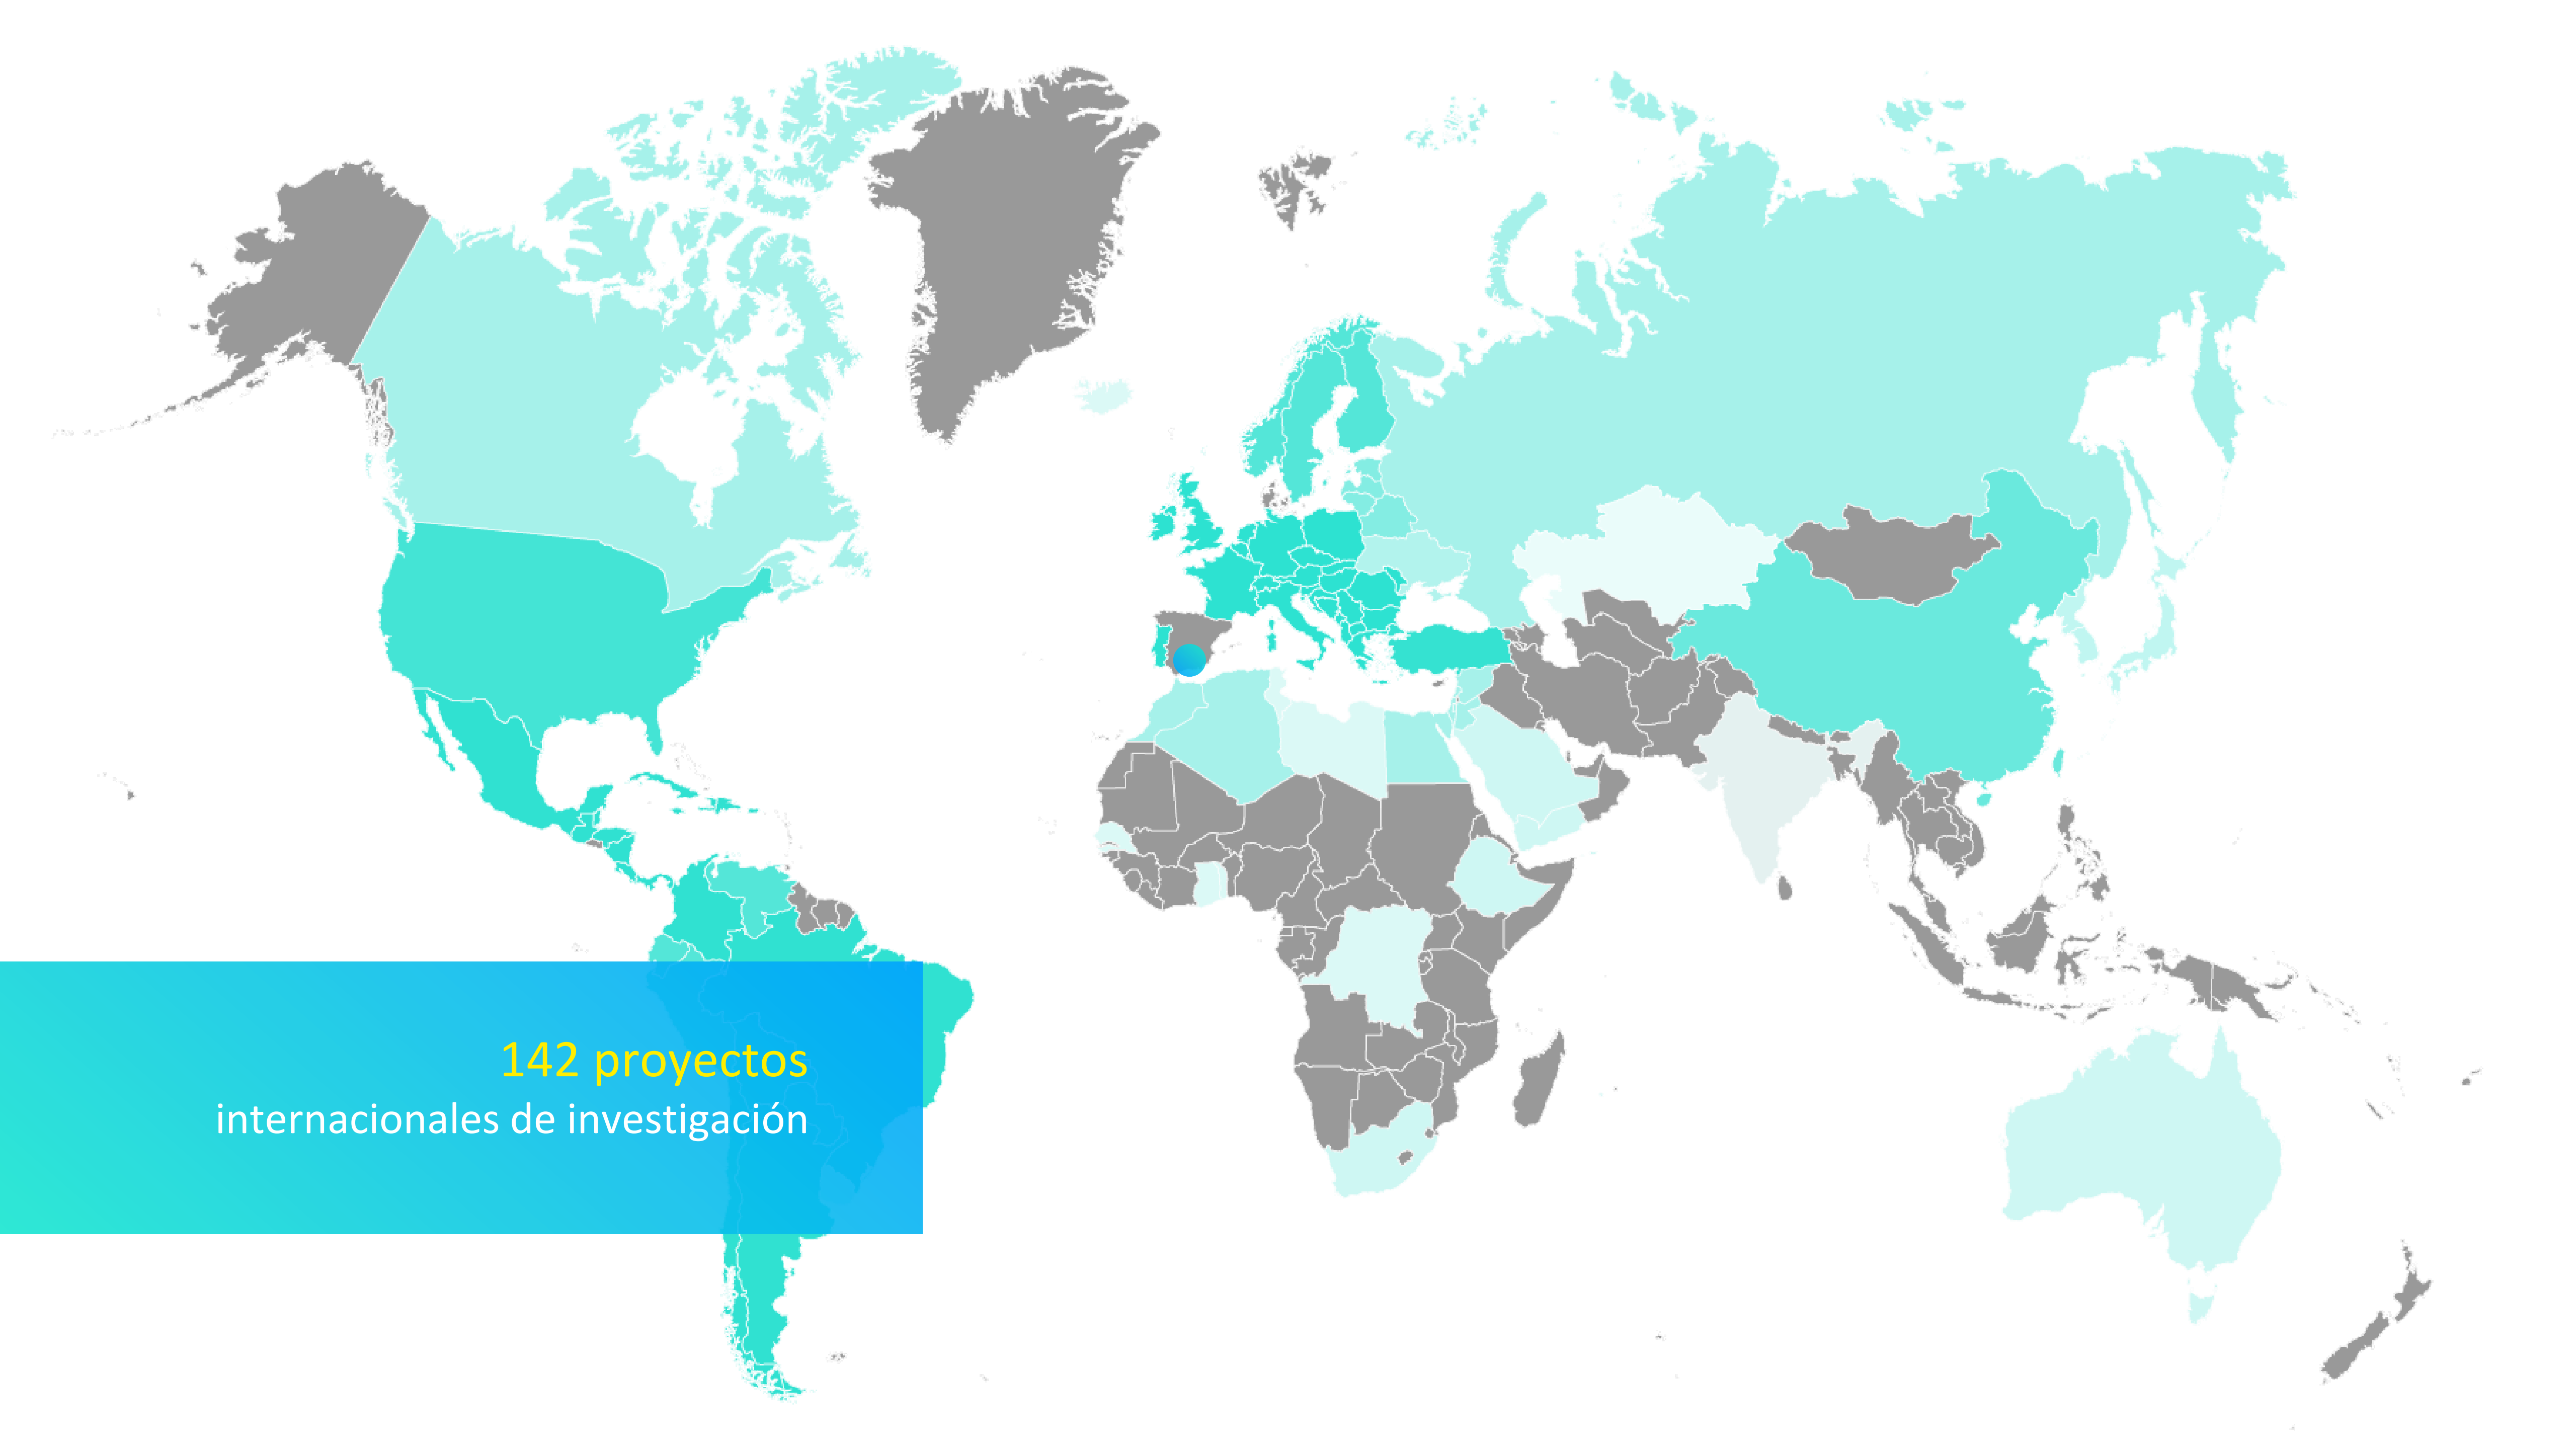 142 proyectos
internacionales de investigación